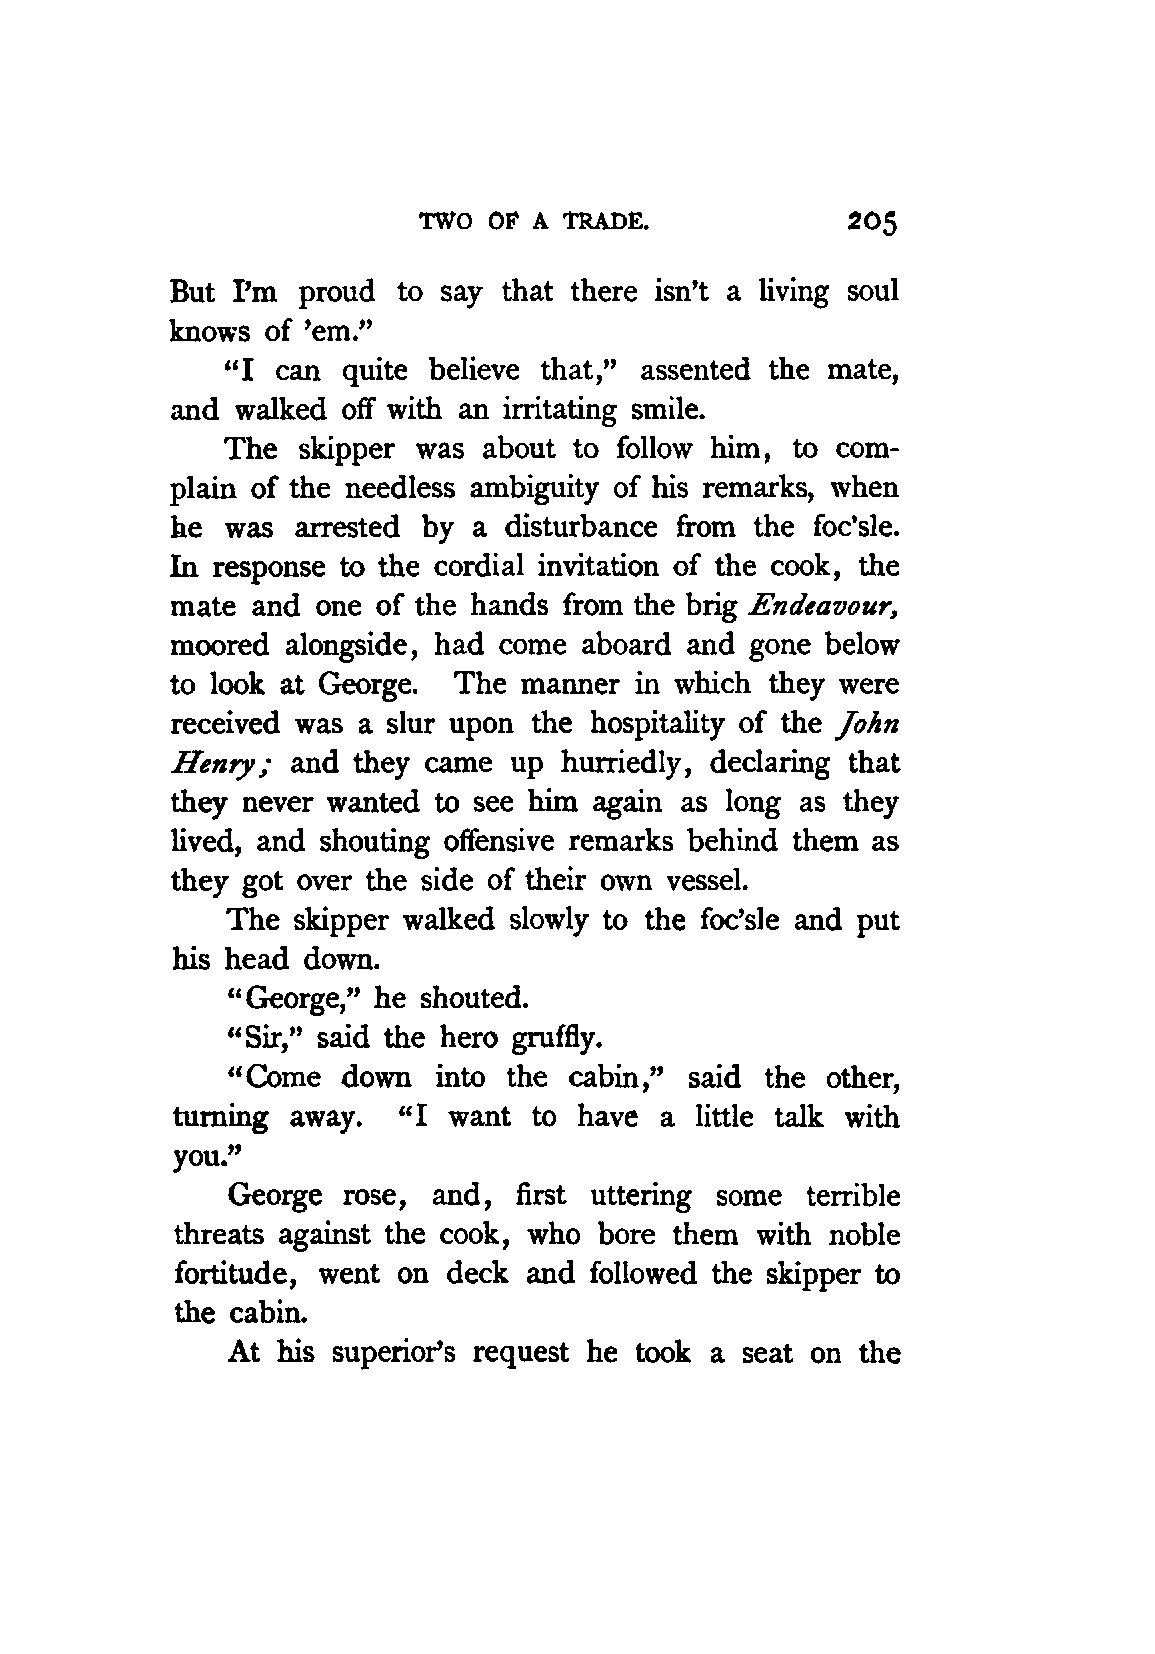 TWO OF A TRADE. 205
But I'm proud to say that there isn't a living soul
knows of 'em."
"I can quite believe that," assented the mate,
and walked off with an irritating smile.
The skipper was about to follow him, to com-
plain of the needless ambiguity of his remarks, when
he was arrested by a disturbance from the foc'sle.
In response to the cordial invitation of the cook, the
mate and one of the hands from the brig Endeavour,
moored alongside, had come aboard and gone below
to look at George. The manner in which they were
received was a slur upon the hospitality of the John
Henry; and they came up hurriedly, declaring that
they never wanted to see him again as long as they
lived, and shouting offensive remarks behind them as
they got over the side of their own vessel.
The skipper walked slowly to the foc'sle and put
his head down.
"George," he shouted.
"Sir," said the hero gruffly.
"Come down into the cabin," said the other,
turning away. "I want to have a little talk with
you."
George rose, and, first uttering some terrible
threats against the cook, who bore them with noble
fortitude, went on deck and followed the skipper to
the cabin.
At his superior's request he took a seat on the